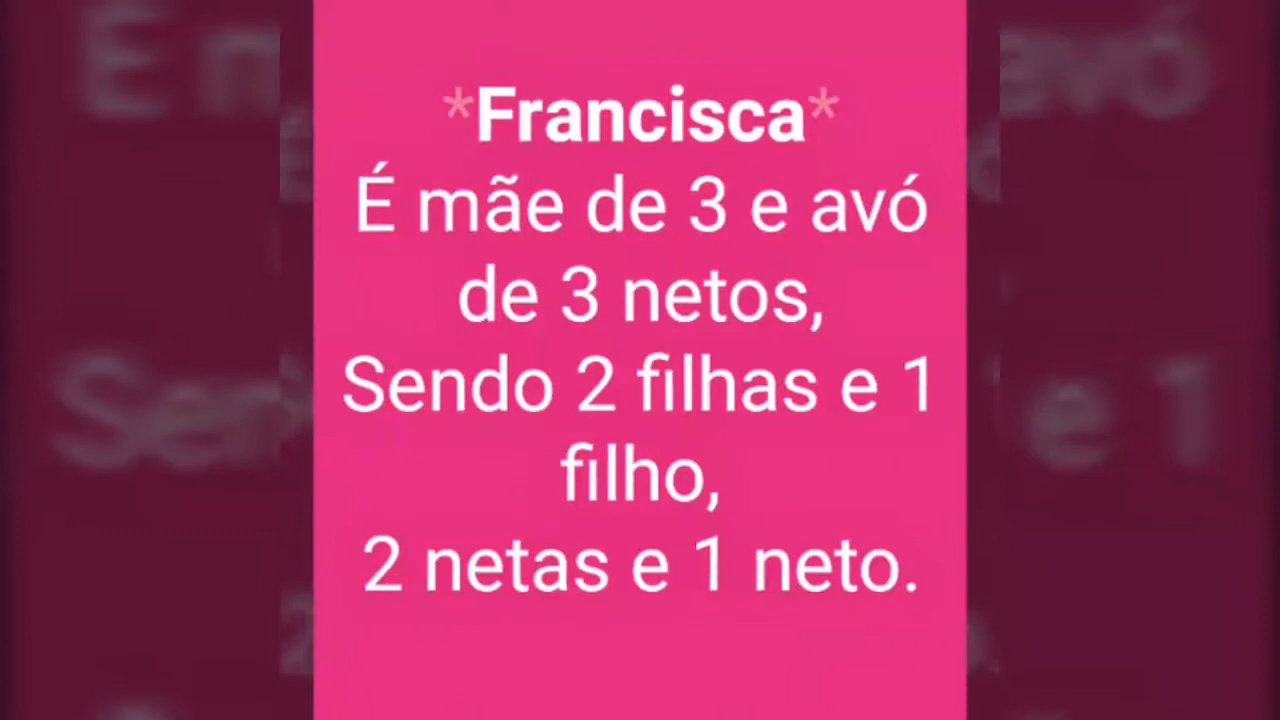 *Francisca*
É mãe de 3 e avó
de 3 netos,
Sendo 2 filhas e 1
filho,
2 netas e 1 neto.